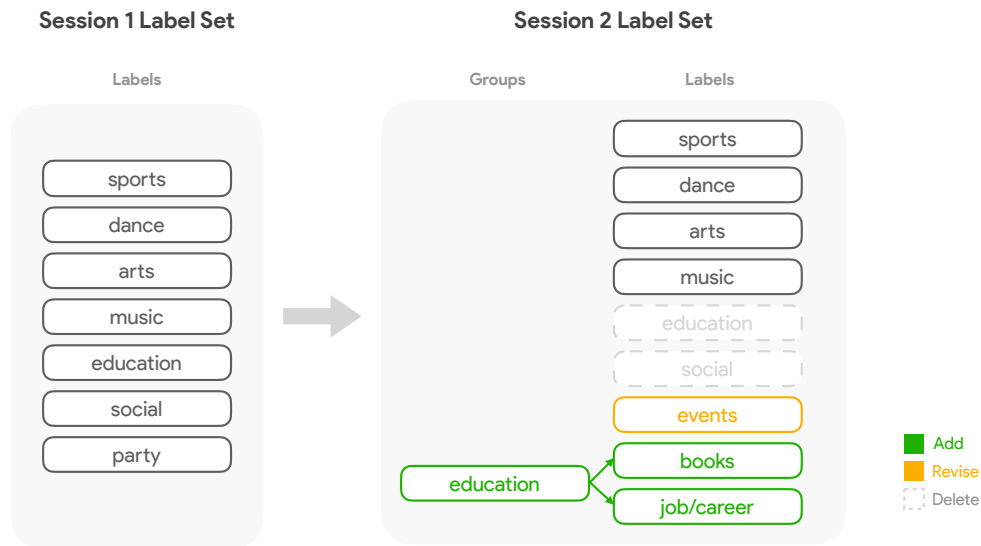 Session 1 Label Set
Labels
sports
dance
arts
music
education
social
party
Session 2 Label Set
Groups
Labels
sports
dance
arts
music
education
social
events
education
books
job/career
Add
Revise
Delete